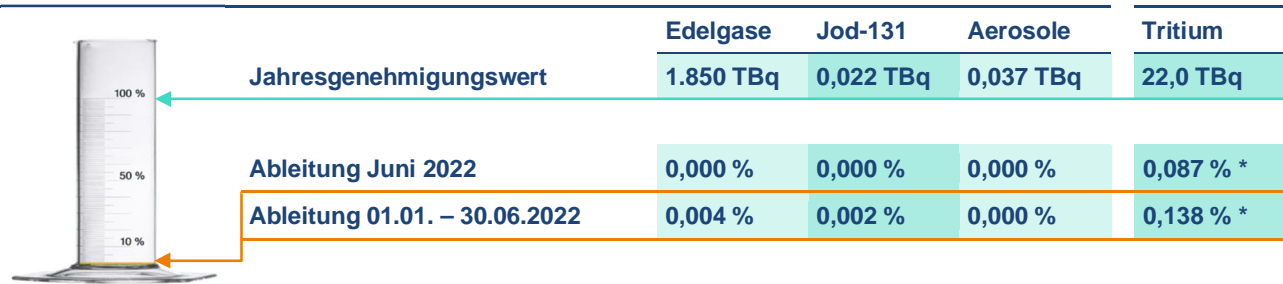 Edelgase Jod-131 Aerosole Tritium
Jahresgenehmigungswert 1.850 TBq 0,022 TBq 0,037 TBq 22,0 TBq
100 %
Ableitung Juni 2022 0,000 % 0,000 % 0,000 % 0,087 % *
50 %
Ableitung 01.01. – 30.06.2022 0,004 % 0,002 % 0,000 % 0,138 % *
10 %